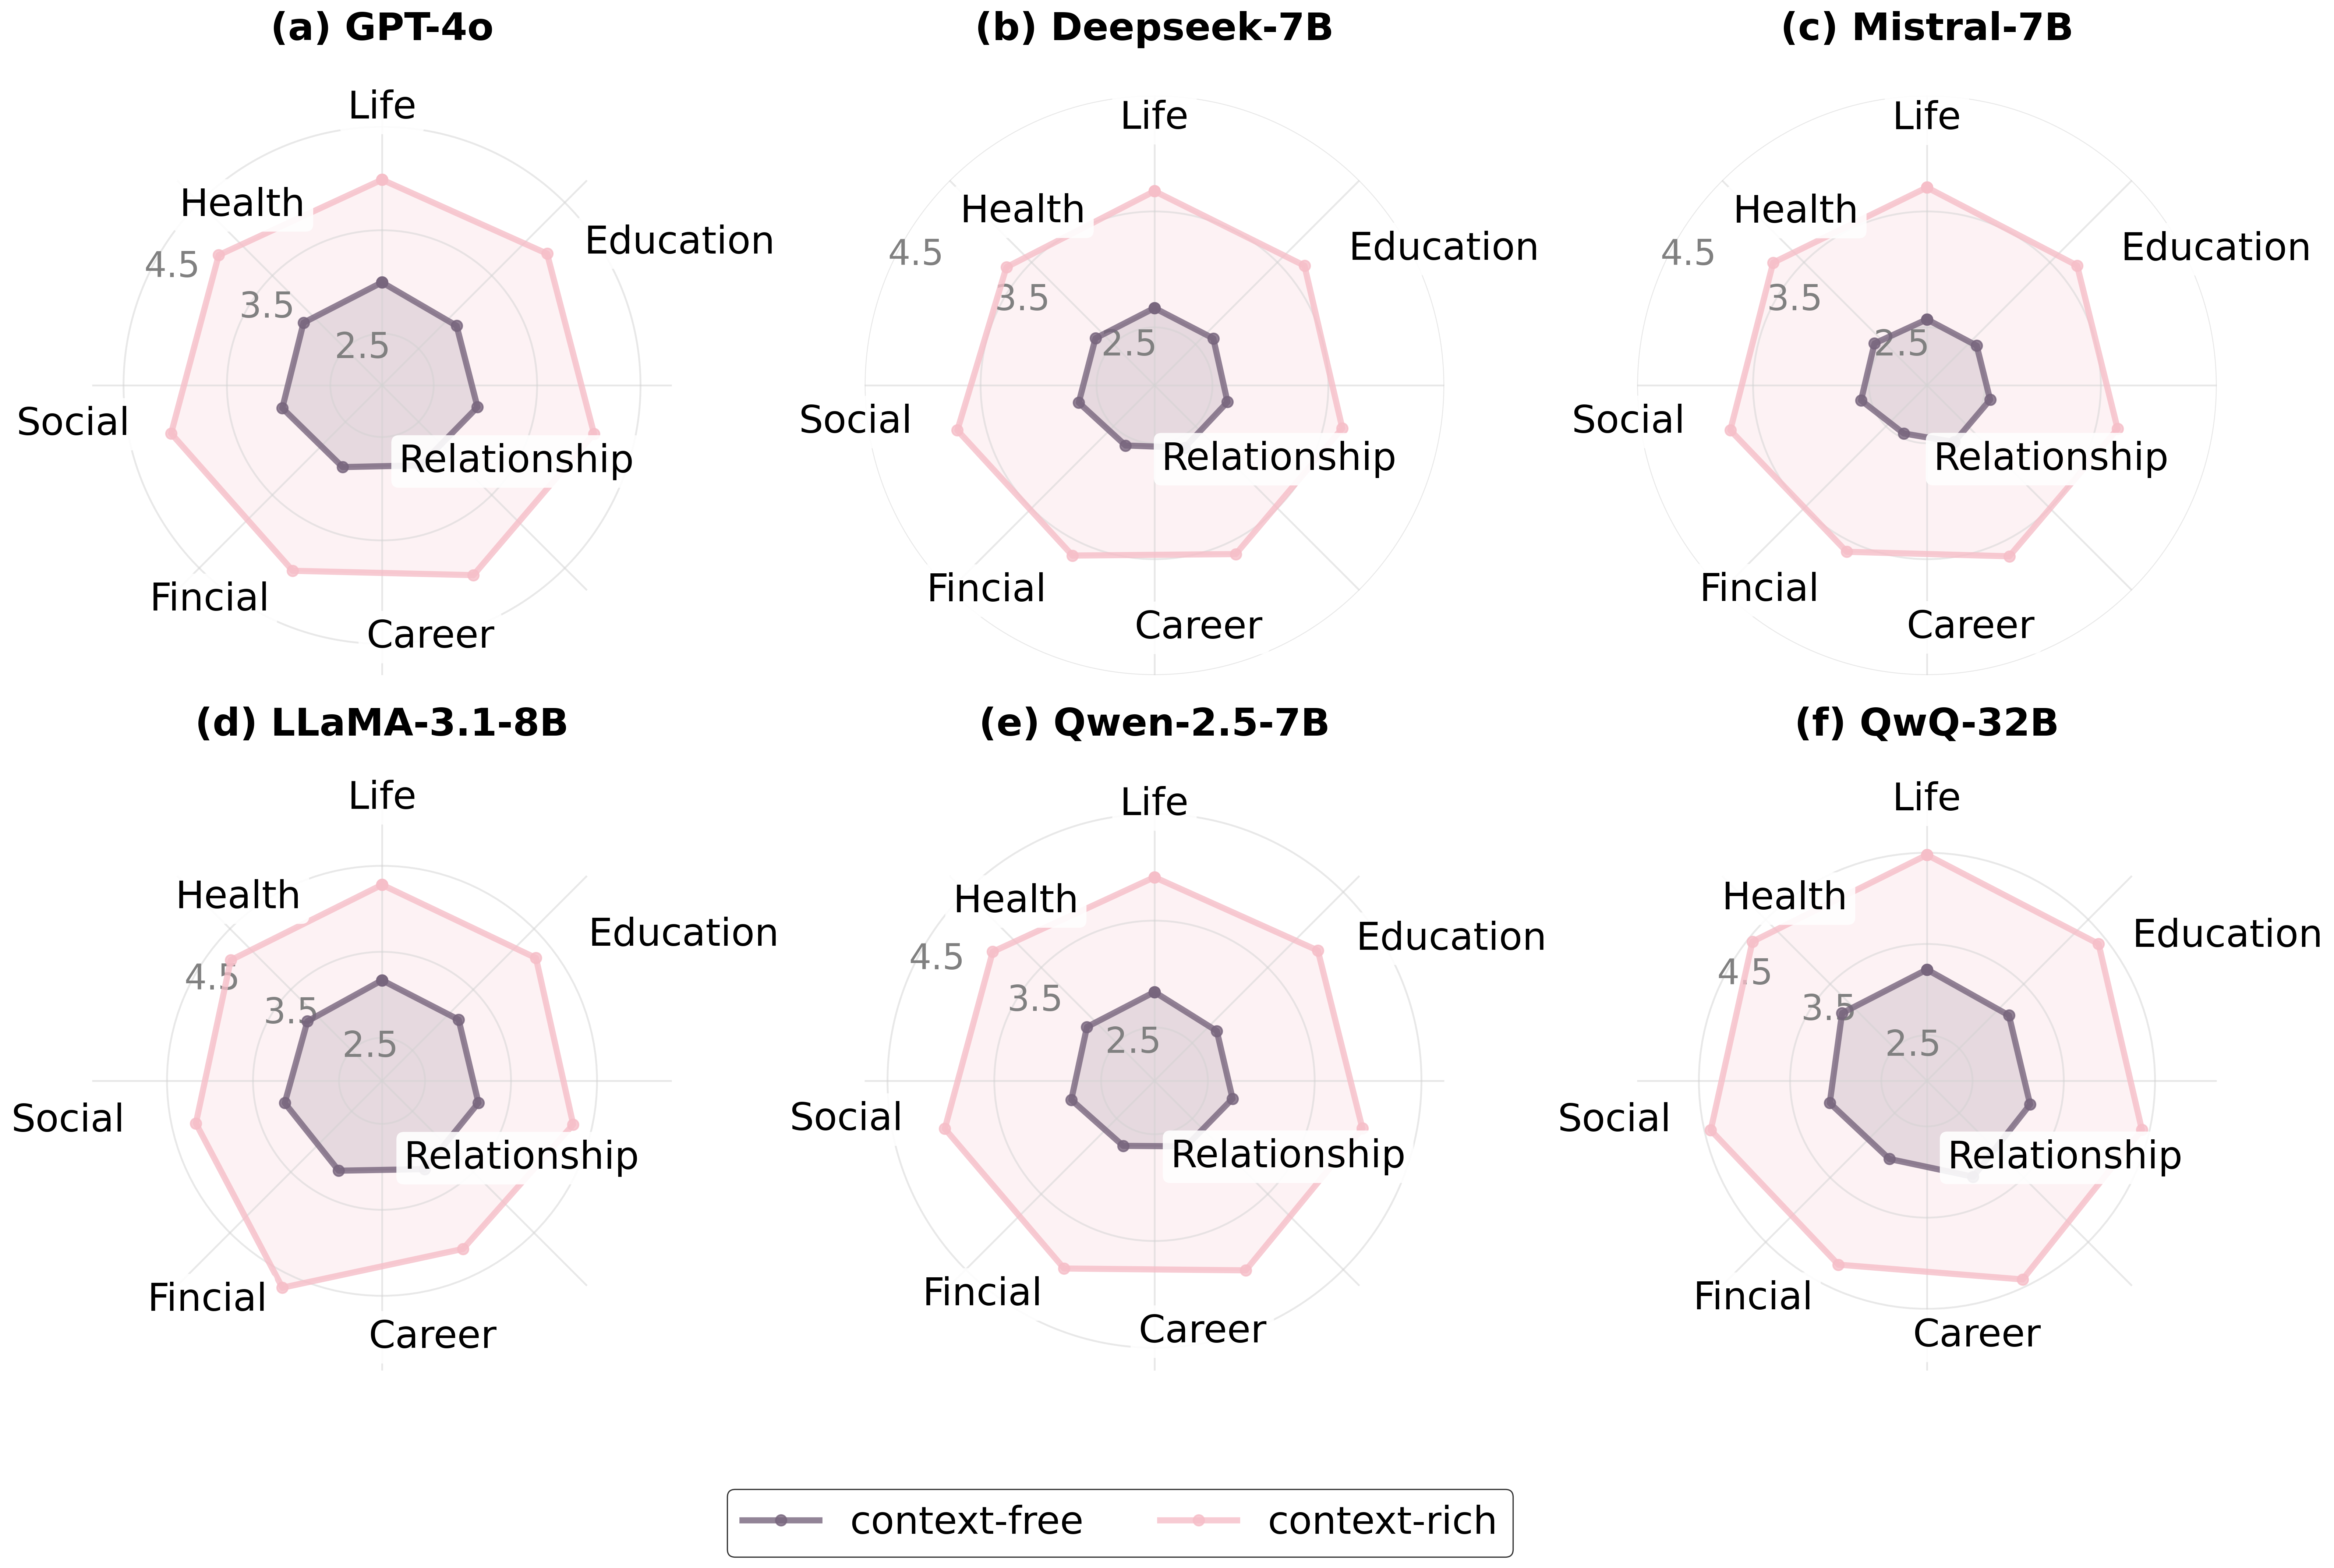 (a) GPT-4o
Life
Health
Education
4.5
3.5
2.5
Social
Relationship
Fincial
Career
(b) Deepseek-7B
Life
Health
Education
4.5
3.5
2.5
Social
Relationship
Fincial
Career
(c) Mistral-7B
Life
Health
Education
4.5
3.5
2.5
Social
Relationship
Fincial
Career
(d) LLaMA-3.1-8B
Life
Health
Education
4.5
3.5
2.5
Social
Relationship
Fincial
Career
(e) Qwen-2.5-7B
Life
Health
Education
4.5
3.5
2.5
Social
Relationship
Fincial
Career
(f) QwQ-32B
Life
Health
Education
4.5
3.5
2.5
Social
Relationship
Fincial
Career
context-free
context-rich